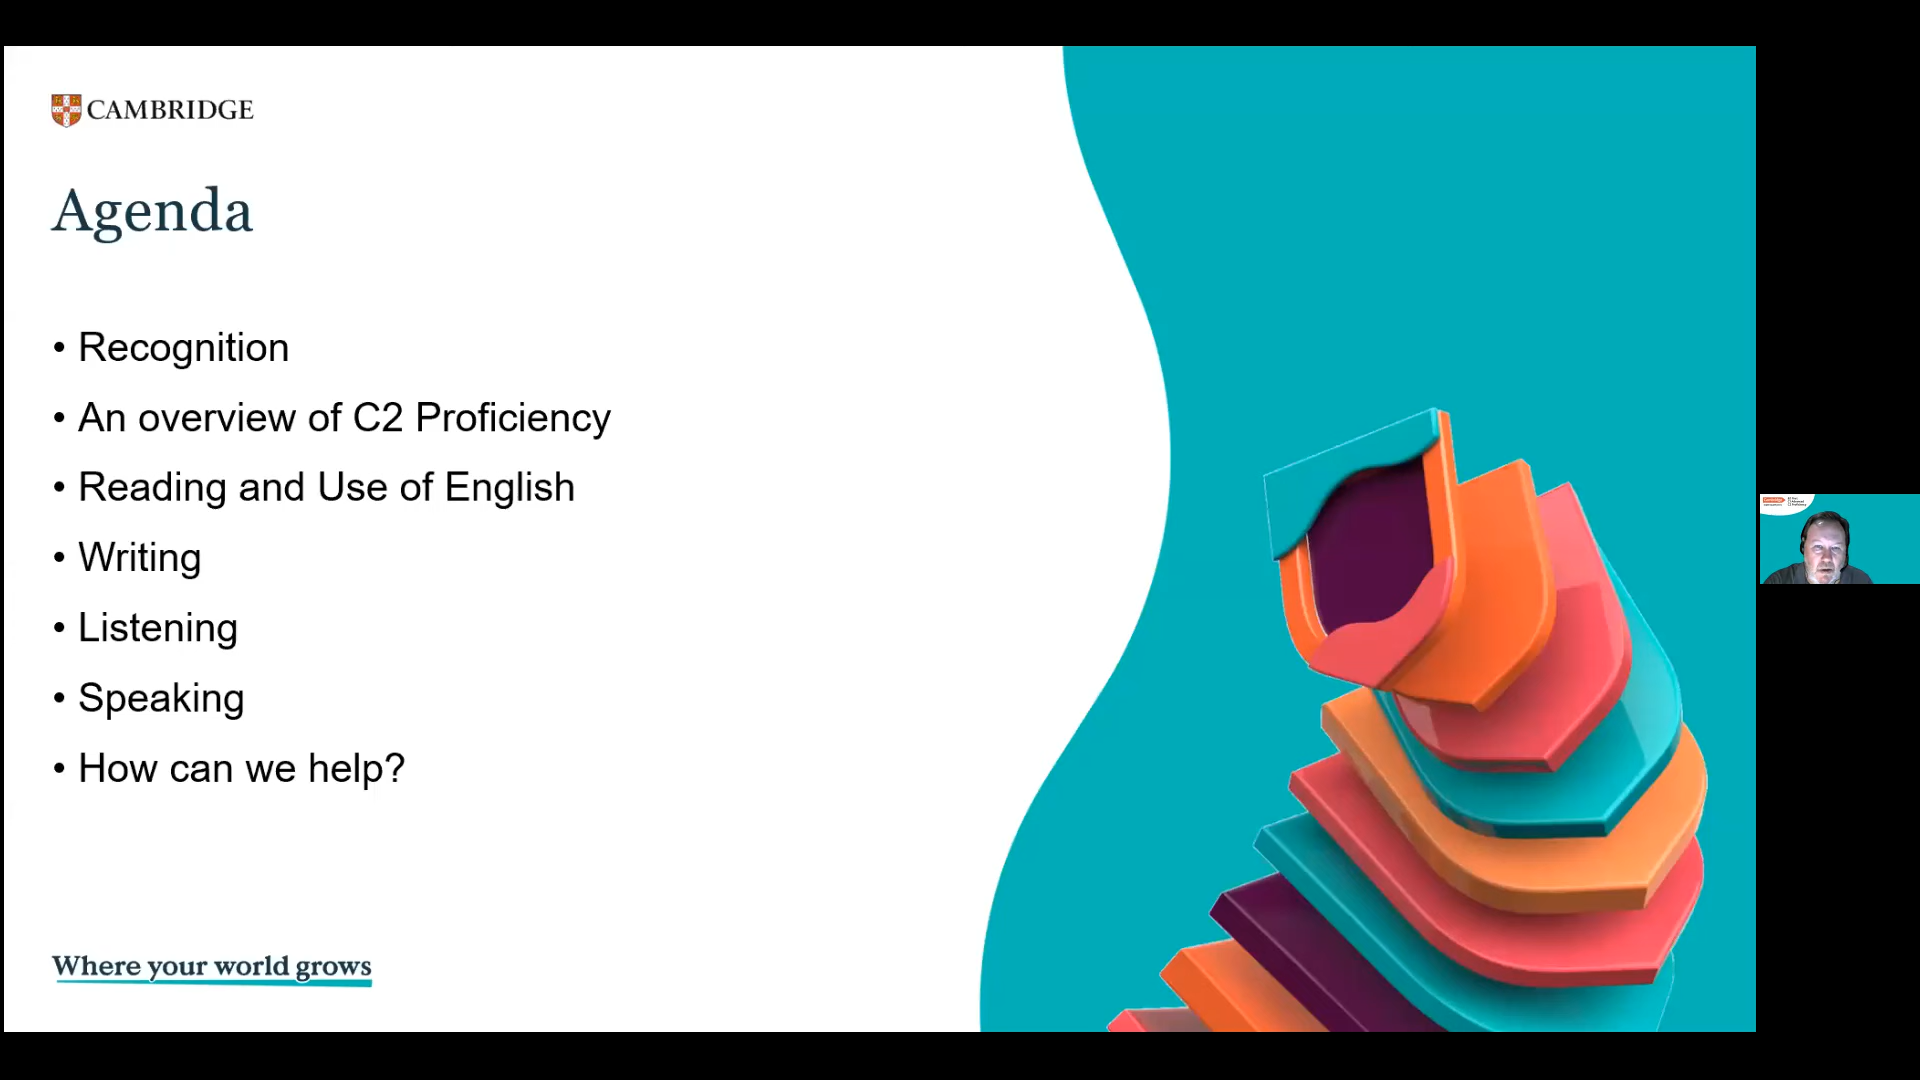 CAMBRIDGE
Agenda
• Recognition
• An overview of C2 Proficiency
• Reading and Use of English
• Writing
• Listening
• Speaking
• How can we help?
Where your world grows